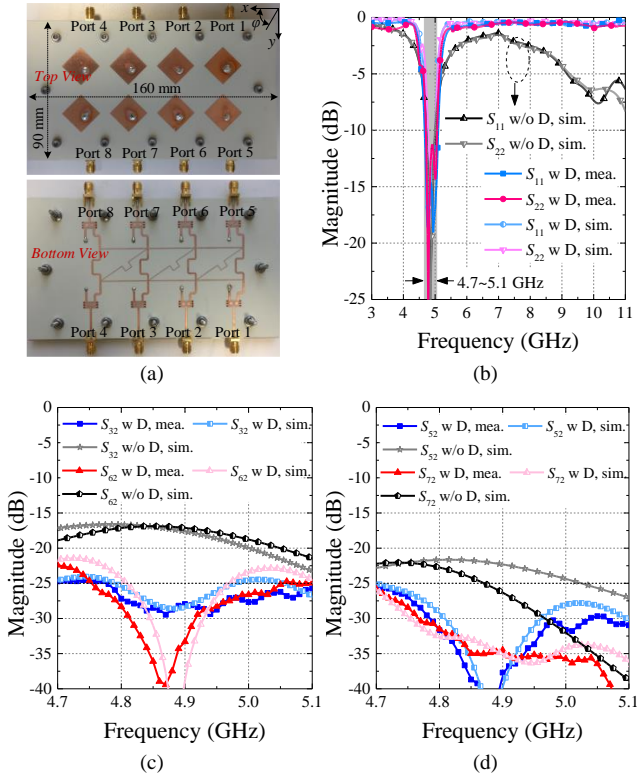 Port 4 Port 3 Port 2 Port 1
x
φ
y
Top View
160 mm
90 mm
Port 8 Port 7 Port 6 Port 5
Port 8 Port 7 Port 6 Port 5
Bottom View
Port 4 Port 3 Port 2 Port 1
(a)
0
-5
-10
-15
-20
-25
Magnitude (dB)
S11 w/o D, sim.
S22 w/o D, sim.
S11 w D, mea.
S22 w D, mea.
S11 w D, sim.
S22 w D, sim.
4.7~5.1 GHz
3 4 5 6 7 8 9 10 11
Frequency (GHz)
(b)
0
-5
-10
-15
-20
-25
-30
-35
-40
Magnitude (dB)
S32 w D, mea. S32 w D, sim.
S32 w/o D, sim.
S62 w D, mea. S62 w D, sim.
S62 w/o D, sim.
4.7 4.8 4.9 5.0 5.1
Frequency (GHz)
(c)
0
-5
-10
-15
-20
-25
-30
-35
-40
Magnitude (dB)
S52 w D, mea. S52 w D, sim.
S52 w/o D, sim.
S72 w D, mea. S72 w D, sim.
S72 w/o D, sim.
4.7 4.8 4.9 5.0 5.1
Frequency (GHz)
(d)